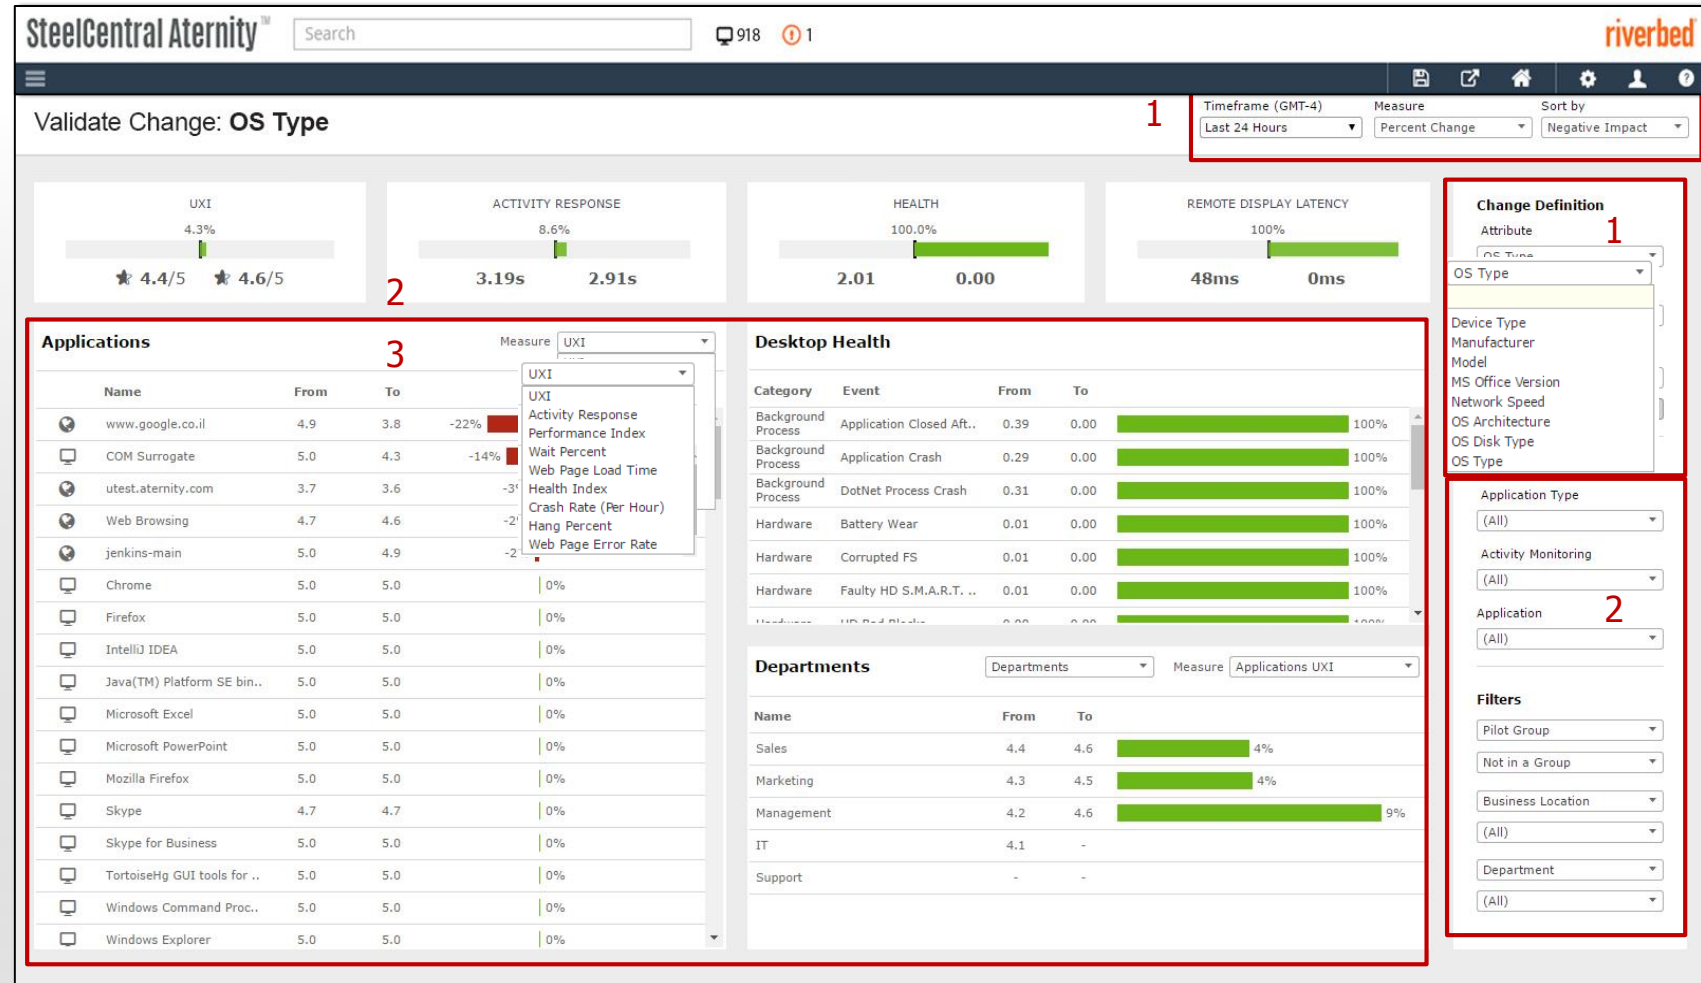 SteelCentral Aternity™ Search 918 1 riverbed
1 Timeframe (GMT-4) Measure Sort by
Validate Change: OS Type Last 24 Hours Percent Change Negative Impact
UXI
4.3%
4.4/5 4.6/5
ACTIVITY RESPONSE
8.6%
3.19s 2.91s
HEALTH
100.0%
2.01 0.00
REMOTE DISPLAY LATENCY
100%
48ms 0ms
2
Applications 3 Measure UXI
Name From To
www.google.co.il 4.9 3.8 -22%
COM Surrogate 5.0 4.3 -14%
utest.aternity.com 3.7 3.6
Web Browsing 4.7 4.6
jenkins-main 5.0 4.9
Chrome 5.0 5.0 0%
Firefox 5.0 5.0 0%
IntelliJ IDEA 5.0 5.0 0%
Java(TM) Platform SE bin.. 5.0 5.0 0%
Microsoft Excel 5.0 5.0 0%
Microsoft PowerPoint 5.0 5.0 0%
Mozilla Firefox 5.0 5.0 0%
Skype 4.7 4.7 0%
Skype for Business 5.0 5.0 0%
TortoiseHg GUI tools for .. 5.0 5.0 0%
Windows Command Proc.. 5.0 5.0 0%
Windows Explorer 5.0 5.0 0%
UXI
UXI
Activity Response
Performance Index
Wait Percent
Web Page Load Time
Health Index
Crash Rate (Per Hour)
Hang Percent
Web Page Error Rate
Desktop Health
Category Event From To
Background Process Application Closed Aft.. 0.39 0.00 100%
Background Process Application Crash 0.29 0.00 100%
Background Process DotNet Process Crash 0.31 0.00 100%
Hardware Battery Wear 0.01 0.00 100%
Hardware Corrupted FS 0.01 0.00 100%
Hardware Faulty HD S.M.A.R.T. .. 0.01 0.00 100%
Departments Departments Measure Applications UXI
Name From To
Sales 4.4 4.6 4%
Marketing 4.3 4.5 4%
Management 4.2 4.6 9%
IT 4.1 -
Support - -
Change Definition
Attribute 1
OS Type
OS Type
Device Type
Manufacturer
Model
MS Office Version
Network Speed
OS Architecture
OS Disk Type
OS Type
Application Type
(All)
Activity Monitoring
(All)
Application 2
(All)
Filters
Pilot Group
Not in a Group
Business Location
(All)
Department
(All)